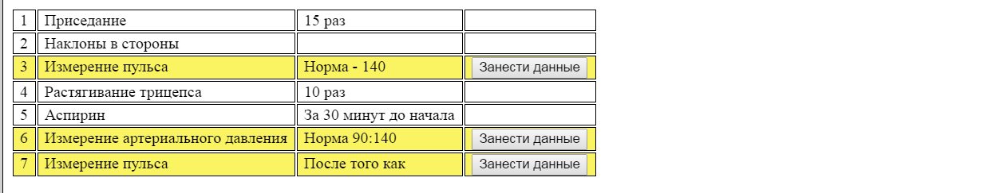 1 Приседание 15 раз
2 Наклоны в стороны
3 Измерение пульса Норма - 140 Занести данные
4 Растягивание трицепса 10 раз
5 Аспирин За 30 минут до начала
6 Измерение артериального давления Норма 90:140 Занести данные
7 Измерение пульса После того как Занести данные